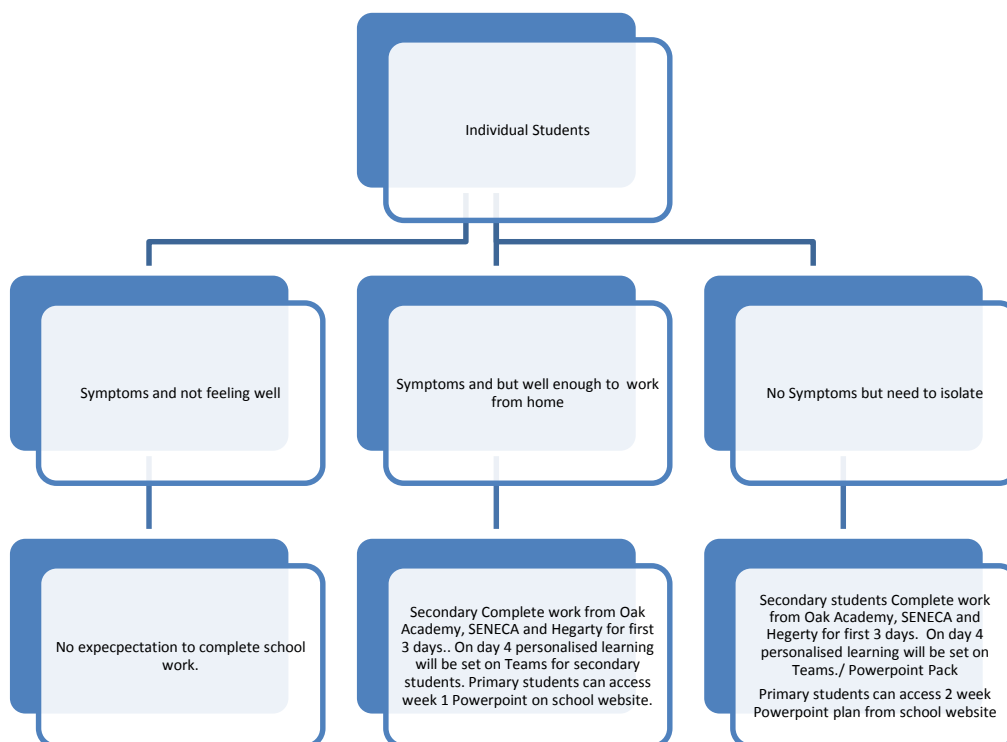 Individual Students
Symptoms and not feeling well
Symptoms and but well enough to  work
from home
No Symptoms but need to isolate
No expecpectation to complete school
work.
Secondary Complete work from Oak
Academy, SENECA and Hegarty for first
3 days.. On day 4 personalised learning
will be set on Teams for secondary
students. Primary students can access
week 1 Powerpoint on school website.
Secondary students Complete work
from Oak Academy, SENECA and
Hegerty for first 3 days.  On day 4
personalised learning will be set on
Teams./ Powerpoint Pack
Primary students can access 2 week
Powerpoint plan from school website